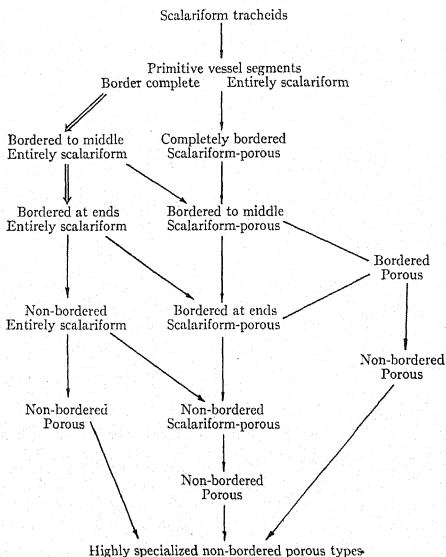 Scalariform tracheids
Primitive vessel segments
Border complete Entirely scalariform
Bordered to middle
Entirely scalariform
Completely bordered
Scalariform-porous
Bordered at ends
Entirely scalariform
Bordered to middle
Scalariform-porous
Bordered
Porous
Non-bordered
Entirely scalariform
Bordered at ends
Scalariform-porous
Non-bordered
Porous
Non-bordered
Porous
Non-bordered
Scalariform-porous
Non-bordered
Porous
Highly specialized non-bordered porous types.